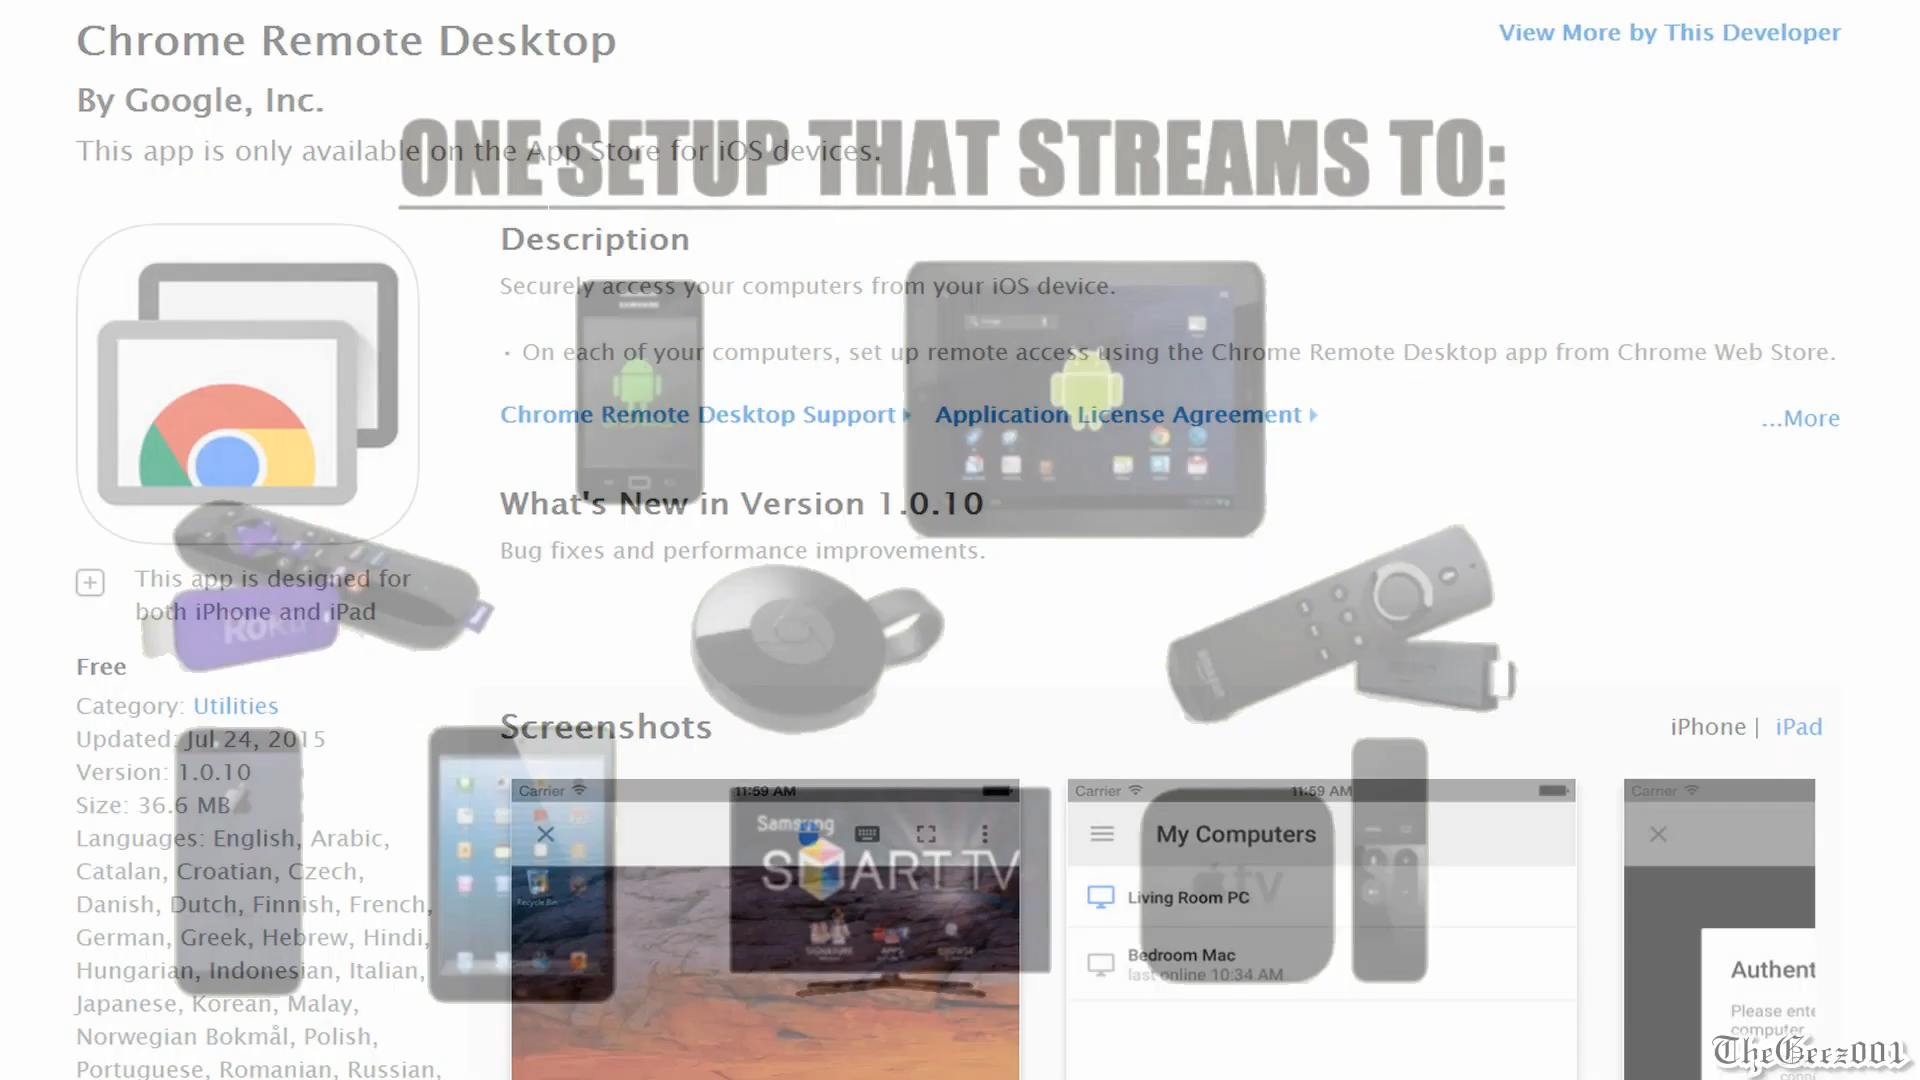 Chrome Remote Desktop
View More by This Developer
By Google, Inc.
This app is only available on the App Store for iOS devices.
ONE SETUP THAT STREAMS TO:
Description
Securely access your computers from your iOS device.
· On each of your computers, set up remote access using the Chrome Remote Desktop app from Chrome Web Store.
Chrome Remote Desktop Support
Application License Agreement
...More
SAMSUNG
What's New in Version 1.0.10
Bug fixes and performance improvements.
This app is designed for
both iPhone and iPad
Roku
Free
Category: Utilities
Updated: Jul 24, 2015
Version: 1.0.10
Size: 36.6 MB
Languages: English, Arabic,
Catalan, Croatian, Czech,
Danish, Dutch, Finnish, French,
German, Greek, Hebrew, Hindi,
Hungarian, Indonesian, Italian,
Japanese, Korean, Malay,
Norwegian Bokmål, Polish,
Portuguese, Romanian, Russian,
Screenshots
iPhone | iPad
Carrier 11:59 AM
Recycle Bin
Samsung
SMART TV
Carrier 11:59 AM
My Computers
tv
Living Room PC
Bedroom Mac
last online 10:34 AM
Carrier
Authent
Please ente
computer
TheGeez001